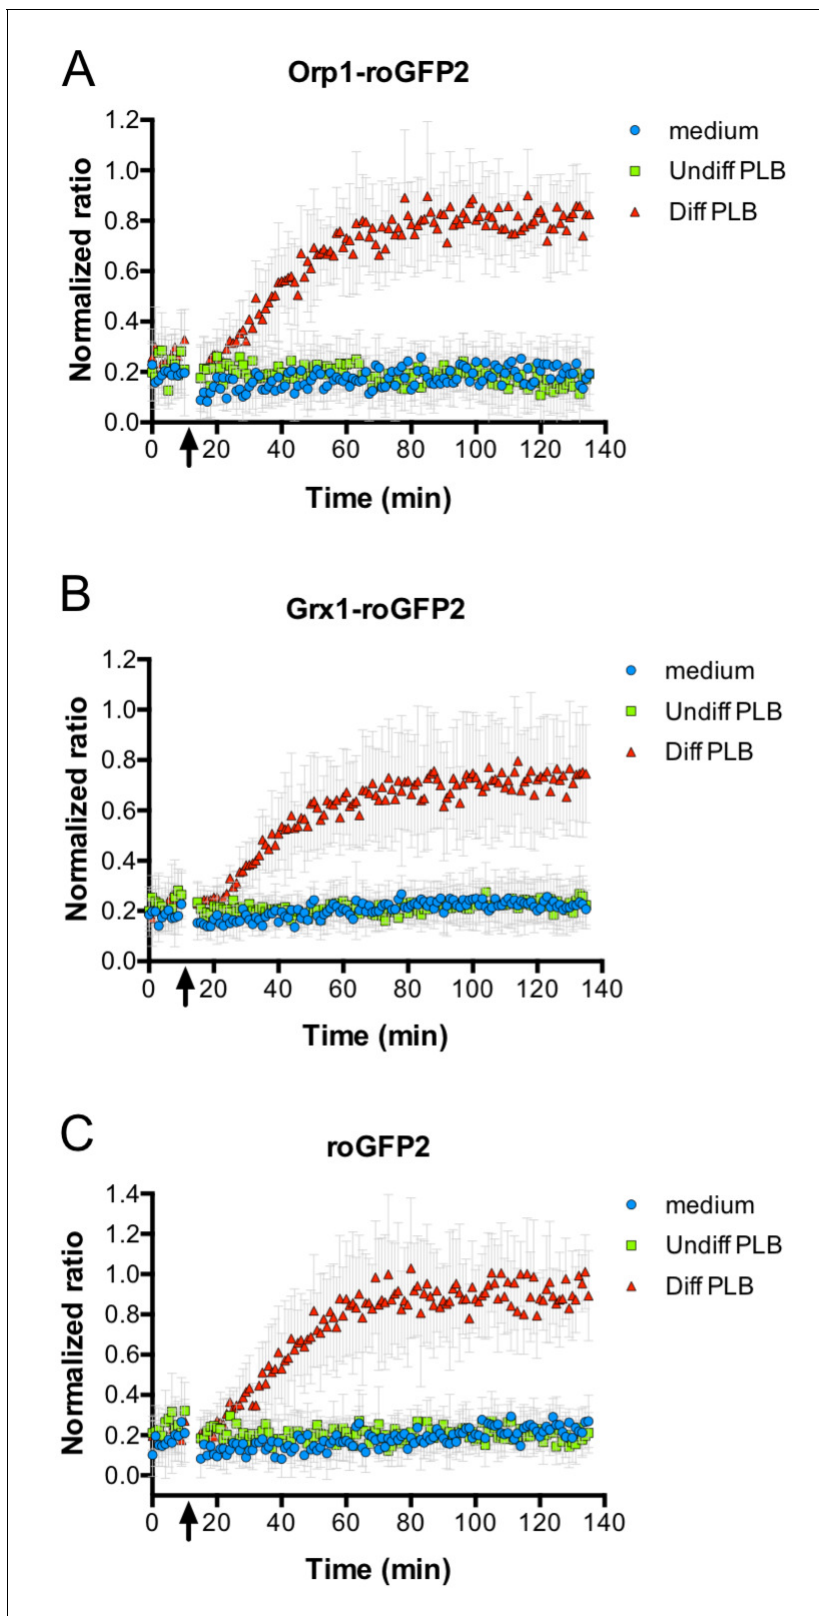 A
Orp1-roGFP2
1.2
1.0
0.8
0.6
0.4
0.2
0.0
Normalized ratio
0 20 40 60 80 100 120 140
Time (min)
medium
Undiff PLB
Diff PLB
B
Grx1-roGFP2
1.2
1.0
0.8
0.6
0.4
0.2
0.0
Normalized ratio
0 20 40 60 80 100 120 140
Time (min)
medium
Undiff PLB
Diff PLB
C
roGFP2
1.4
1.2
1.0
0.8
0.6
0.4
0.2
0.0
Normalized ratio
0 20 40 60 80 100 120 140
Time (min)
medium
Undiff PLB
Diff PLB